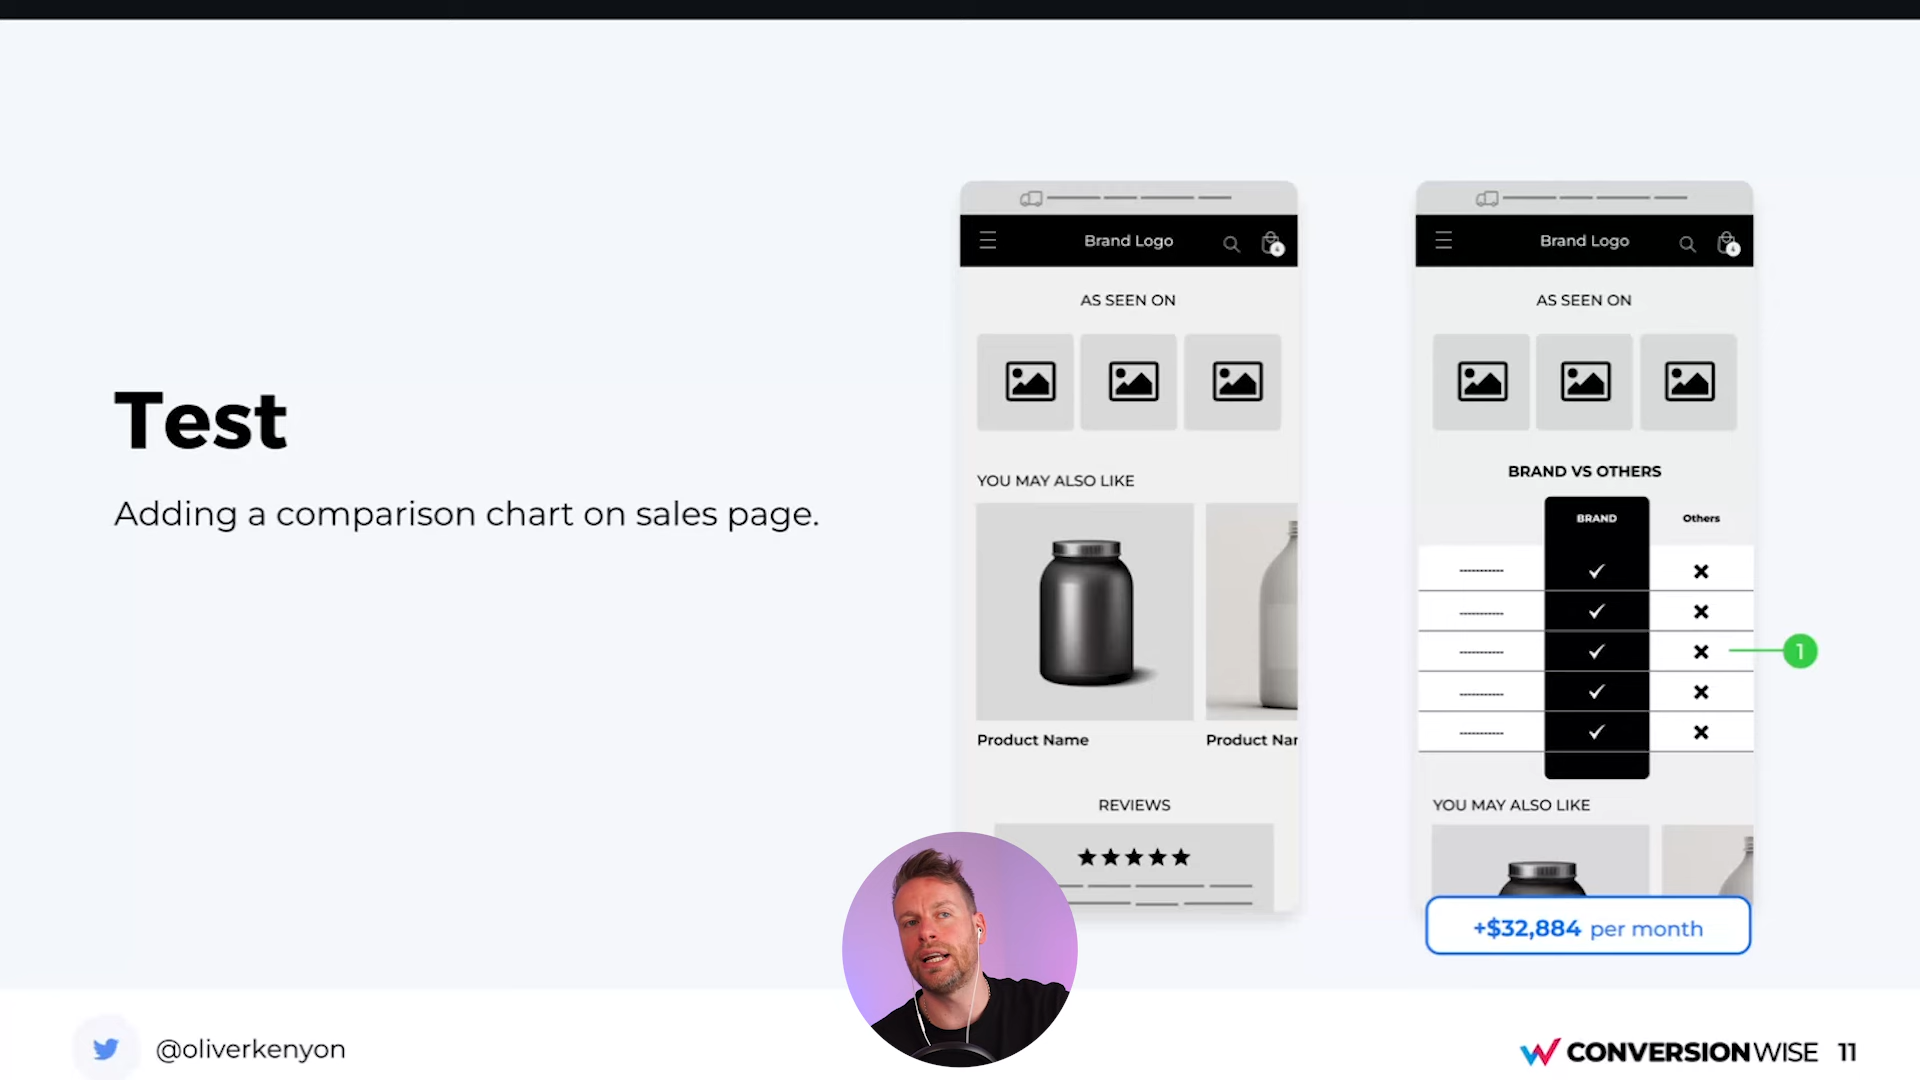 Test
Adding a comparison chart on sales page.
Brand Logo
AS SEEN ON
YOU MAY ALSO LIKE
Product Name
Product Nar
REVIEWS
Brand Logo
AS SEEN ON
BRAND VS OTHERS
BRAND
Others
1
YOU MAY ALSO LIKE
+$32,884 per month
@oliverkenyon
CONVERSIONWISE 11